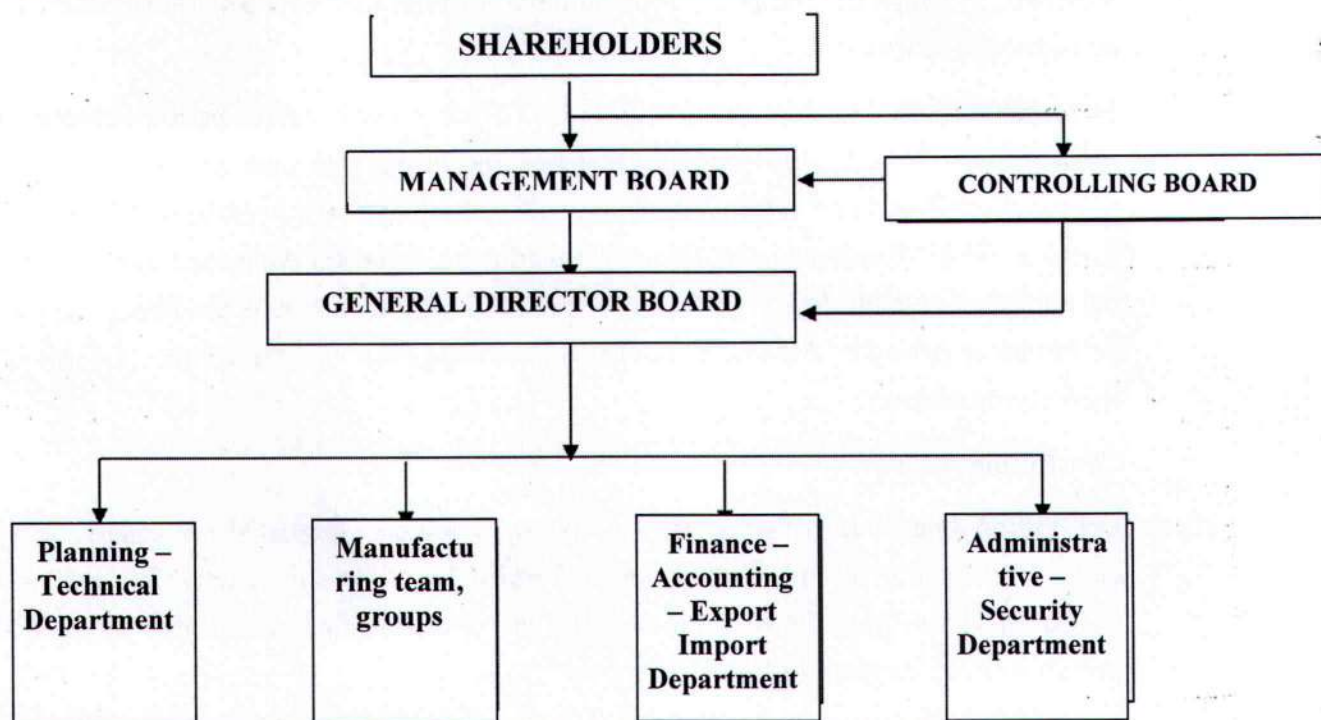 SHAREHOLDERS
MANAGEMENT BOARD
CONTROLLING BOARD
GENERAL DIRECTOR BOARD
Planning –
Technical
Department
Manufactu
ring team,
groups
Finance –
Accounting
– Export
Import
Department
Administra
tive –
Security
Department